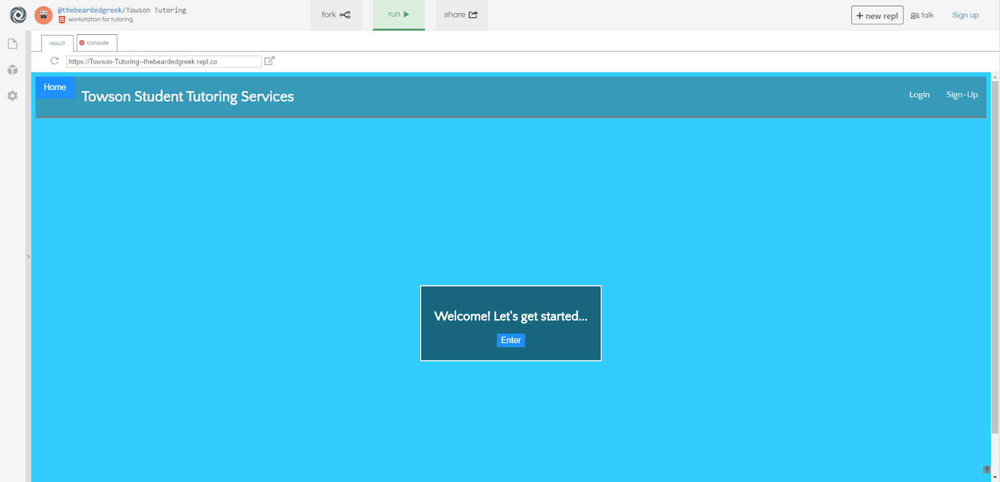 @thebeardedgreek/Towson Tutoring
workstation for tutoring
fork
run
share
+ new repl
talk
Sign up
result
console
https://Towson-Tutoring--thebeardedgreek.repl.co
Home
Towson Student Tutoring Services
Login
Sign-Up
Welcome! Let's get started...
Enter
?